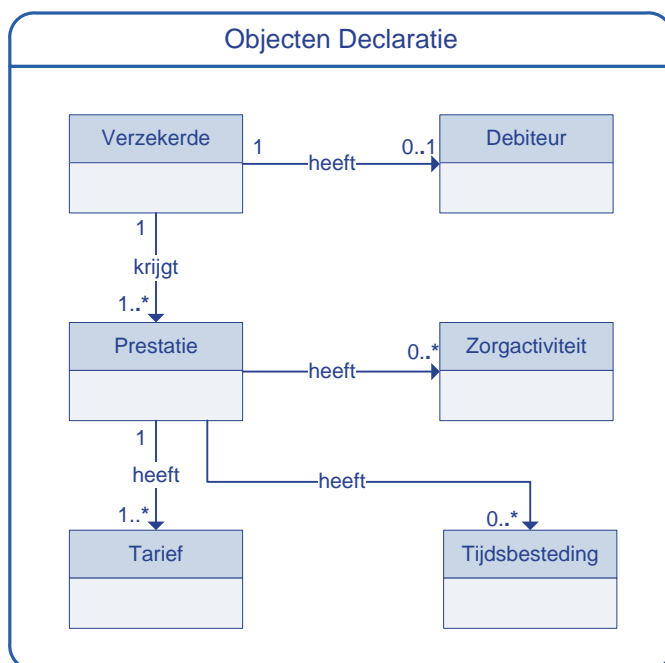 Objecten Declaratie
Verzekerde
Debiteur
1
0..1
heeft
1
krijgt
1..*
Prestatie
Zorgactiviteit
0..*
heeft
1
heeft
heeft
1..*
0..*
Tarief
Tijdsbesteding